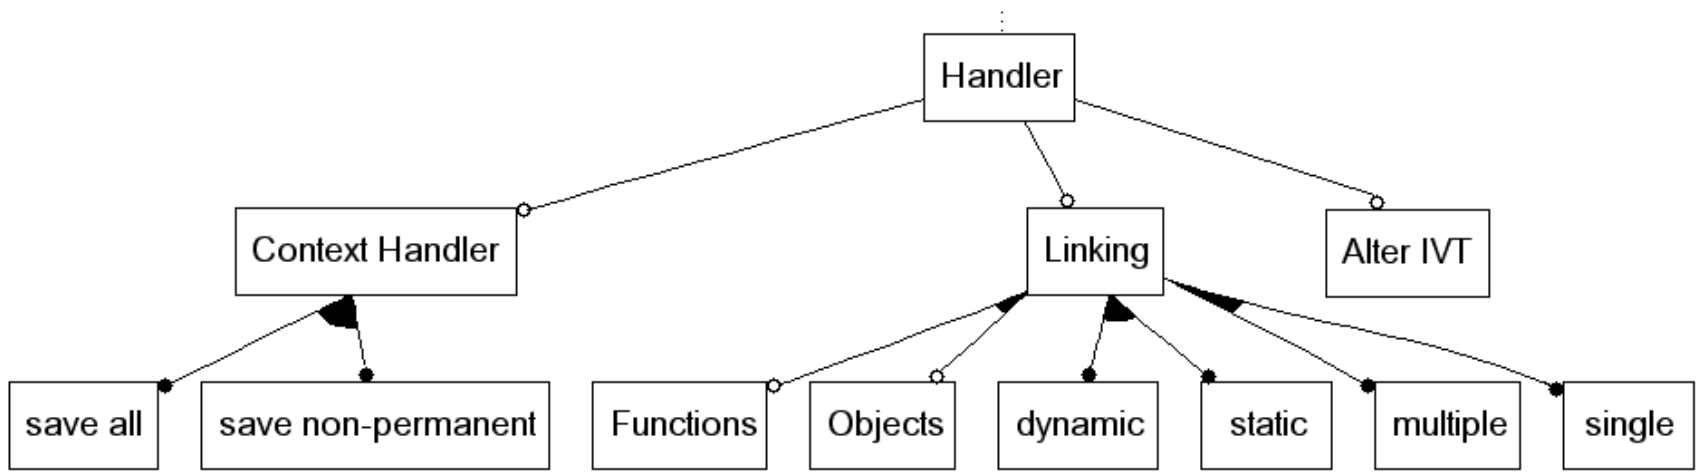 Handler
Context Handler
Linking
Alter IVT
save all
save non-permanent
Functions
Objects
dynamic
static
multiple
single